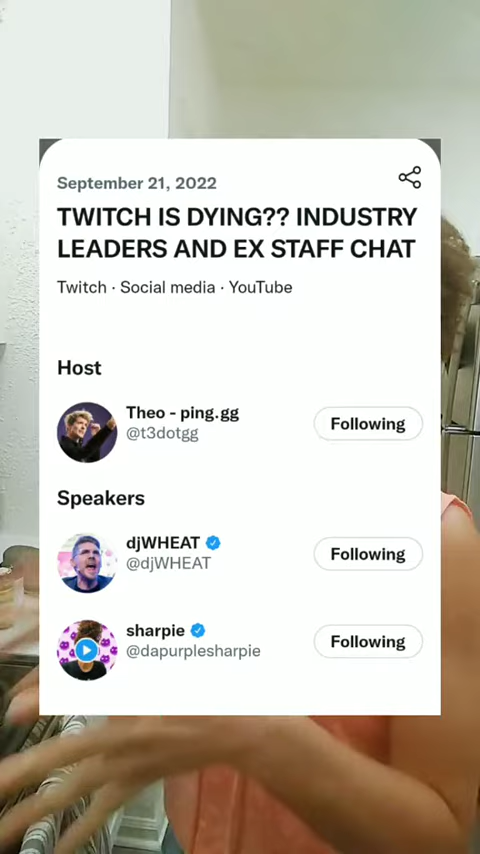 September 21, 2022
TWITCH IS DYING?? INDUSTRY
LEADERS AND EX STAFF CHAT
Twitch · Social media · YouTube
Host
Theo - ping.gg
@t3dotgg
Following
Speakers
djWHEAT
@djWHEAT
Following
sharpie
@dapurplesharpie
Following